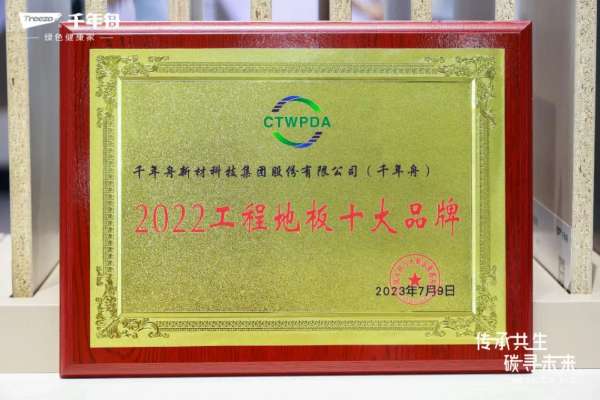 Treezo 千年舟
绿色健康家
CTWPDA
千年舟新材科技集团股份有限公司（千年舟）
2022工程地板十大品牌
2023年7月9日
传承共生
碳寻未来